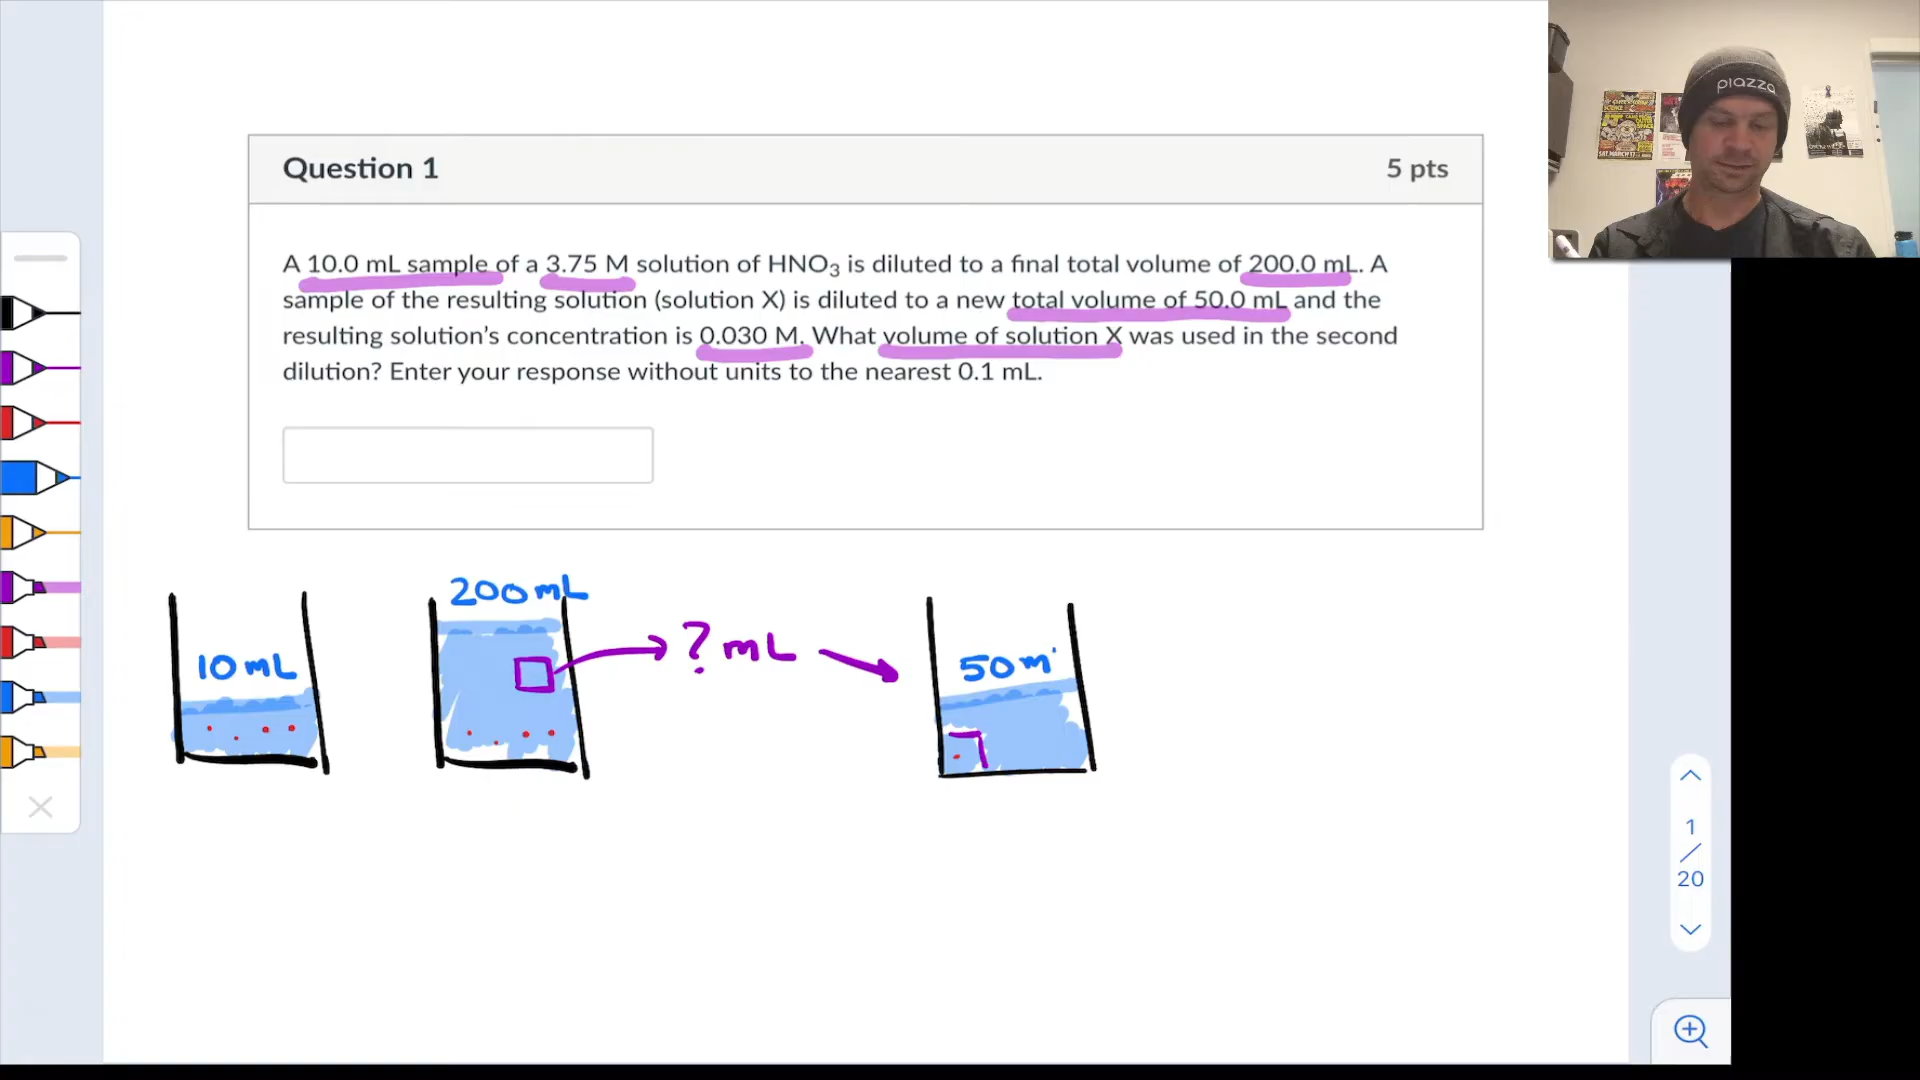 piazza
Question 1
5 pts
A 10.0 mL sample of a 3.75 M solution of HNO3 is diluted to a final total volume of 200.0 mL. A
sample of the resulting solution (solution X) is diluted to a new total volume of 50.0 mL and the
resulting solution’s concentration is 0.030 M. What volume of solution X was used in the second
dilution? Enter your response without units to the nearest 0.1 mL.
200mL
? mL
10 mL
50 m
1
/
20